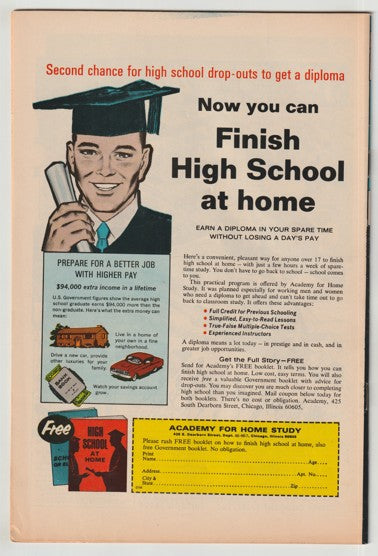 Second chance for high school drop-outs to get a diploma
Now you can
Finish
High School
at home
EARN A DIPLOMA IN YOUR SPARE TIME
WITHOUT LOSING A DAY'S PAY
PREPARE FOR A BETTER JOB
WITH HIGHER PAY
$94,000 extra income in a lifetime
U.S. Government figures show the average high
school graduate earns $94,000 more than the
non graduate. Here's what the extra money can
mean:
Live in a home of
your own in a fine
neighborhood.
Drive a new car, provide
other luxuries for your
family.
Watch your savings account
grow.
Here's a convenient, pleasant way for anyone over 17 to finish
high school at home — with just a few hours a week of spare-
time study. You don't have to go back to school — school comes
to you.
This practical program is offered by Academy for Home
Study. It was planned especially for working men and women
who need a diploma to get ahead and can't take time out to go
back to classroom study. It offers these advantages:
• Full Credit for Previous Schooling
• Simplified, Easy-to-Read Lessons
• True-False Multiple-Choice Tests
• Experienced Instructors
A diploma means a lot today — in prestige and in cash, and in
greater job opportunities.
Get the Full Story—FREE
Send for Academy's FREE booklet. It tells you how you can
finish high school at home. Low cost, easy terms. You will also
receive free a valuable Government booklet with advice for
drop-outs. You may discover you are much closer to completing
high school than you imagined. Mail coupon below today for
both booklets. There's no cost or obligation. Academy, 425
South Dearborn Street, Chicago, Illinois 60605.
Free
HIGH
SCHOOL
AT
HOME
ACADEMY FOR HOME STUDY
Chicago, Illinois 60605
Please rush FREE booklet on how to finish high school at home, also
free Government booklet. No obligation.
Print
Name Age
Address Apt. No.
City &
State Zip